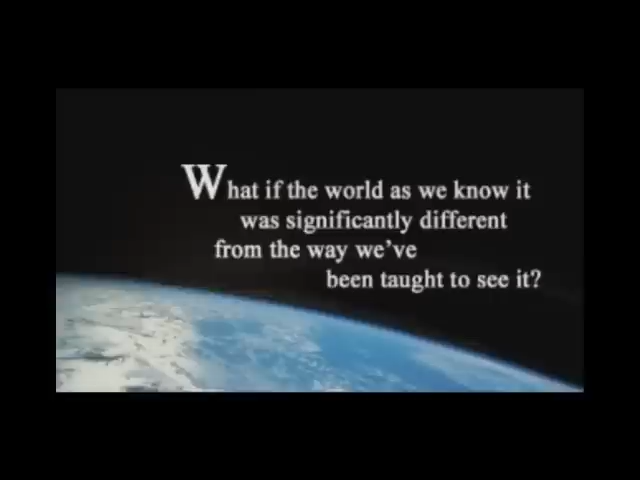 What if the world as we know it
was significantly different
from the way we've
been taught to see it?